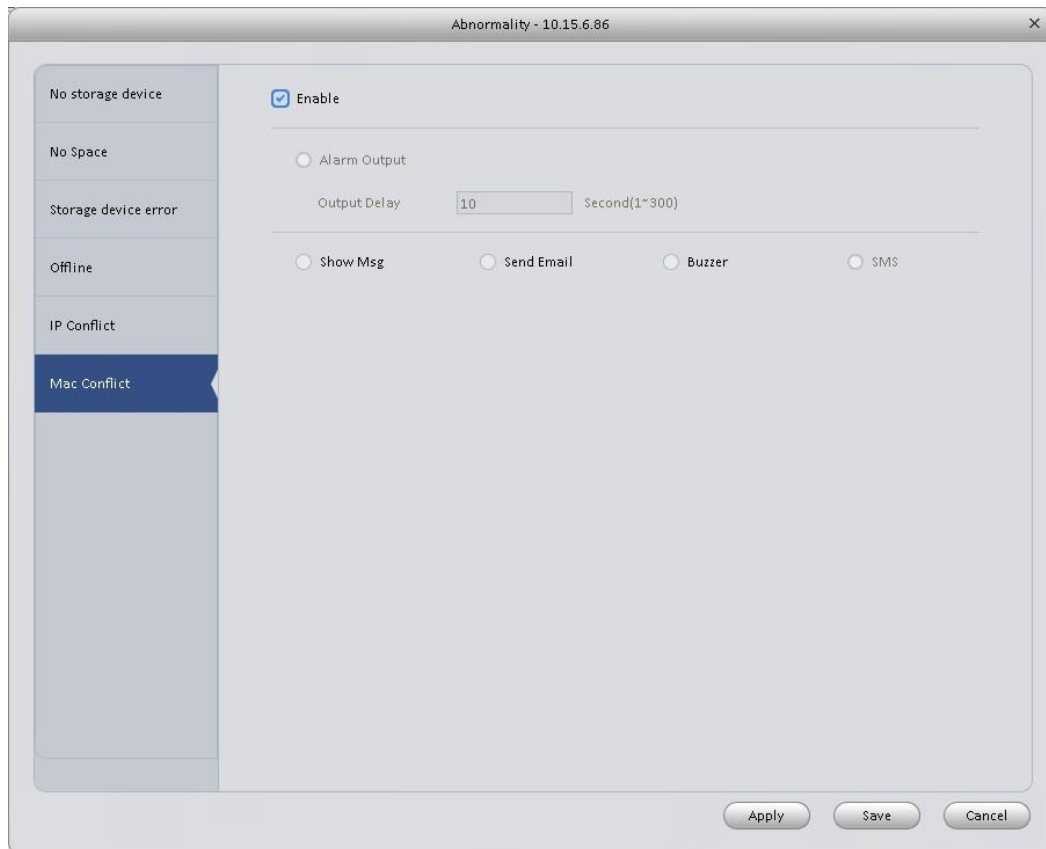 Abnormality - 10.15.6.86
No storage device
No Space
Storage device error
Offline
IP Conflict
Mac Conflict
Enable
Alarm Output
Output Delay 10 Second(1~300)
Show Msg Send Email Buzzer SMS
Apply Save Cancel